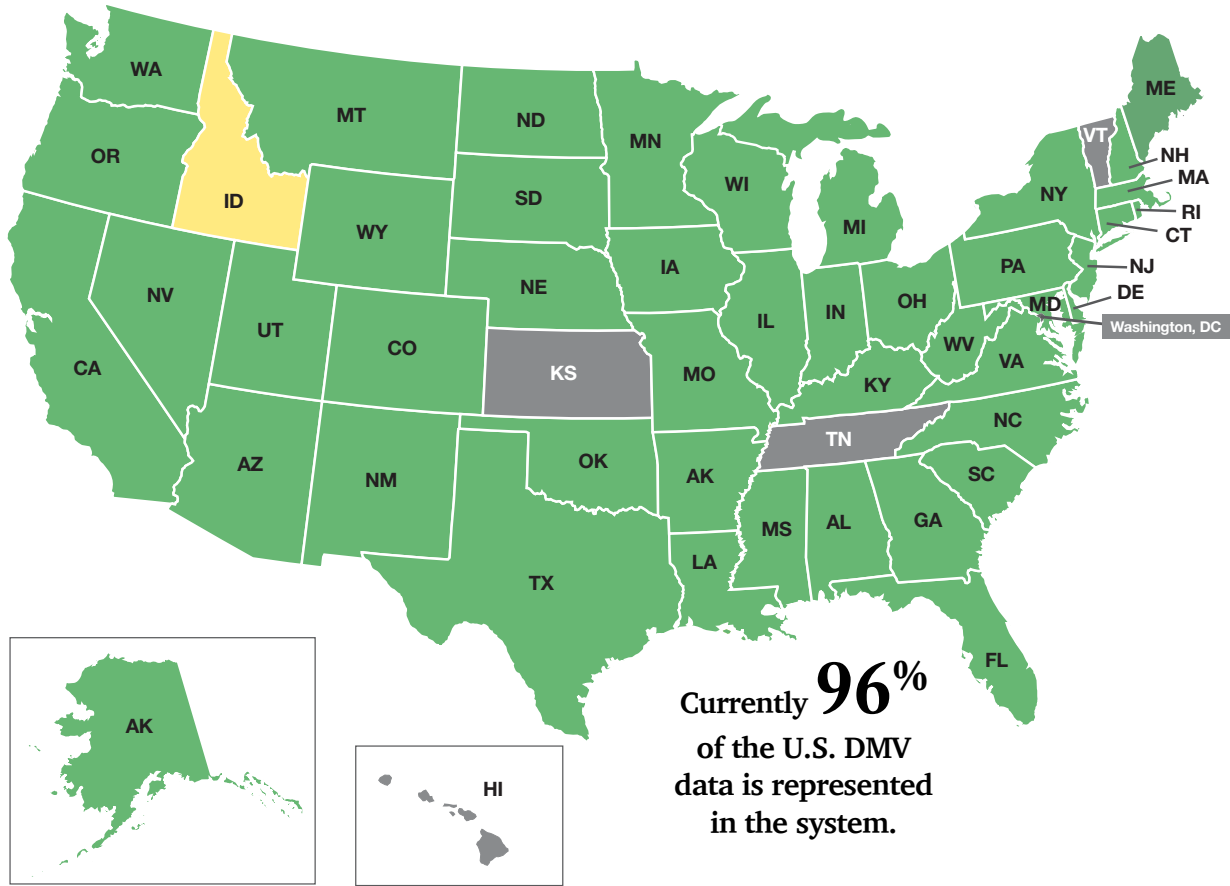 WA
MT
ND
MN
ME
VT
NH
OR
ID
SD
WI
MI
NY
MA
RI
CT
WY
IA
PA
NJ
NV
NE
IL
IN
OH
MD
DE
Washington, DC
UT
CO
WV
VA
CA
KS
MO
KY
NC
TN
AZ
NM
OK
AK
SC
MS
AL
GA
LA
TX
FL
Currently 96%
of the U.S. DMV
data is represented
in the system.
AK
HI